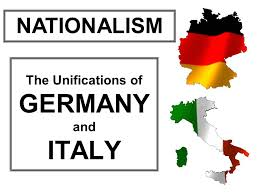 NATIONALISM
The Unifications of
GERMANY
and
ITALY